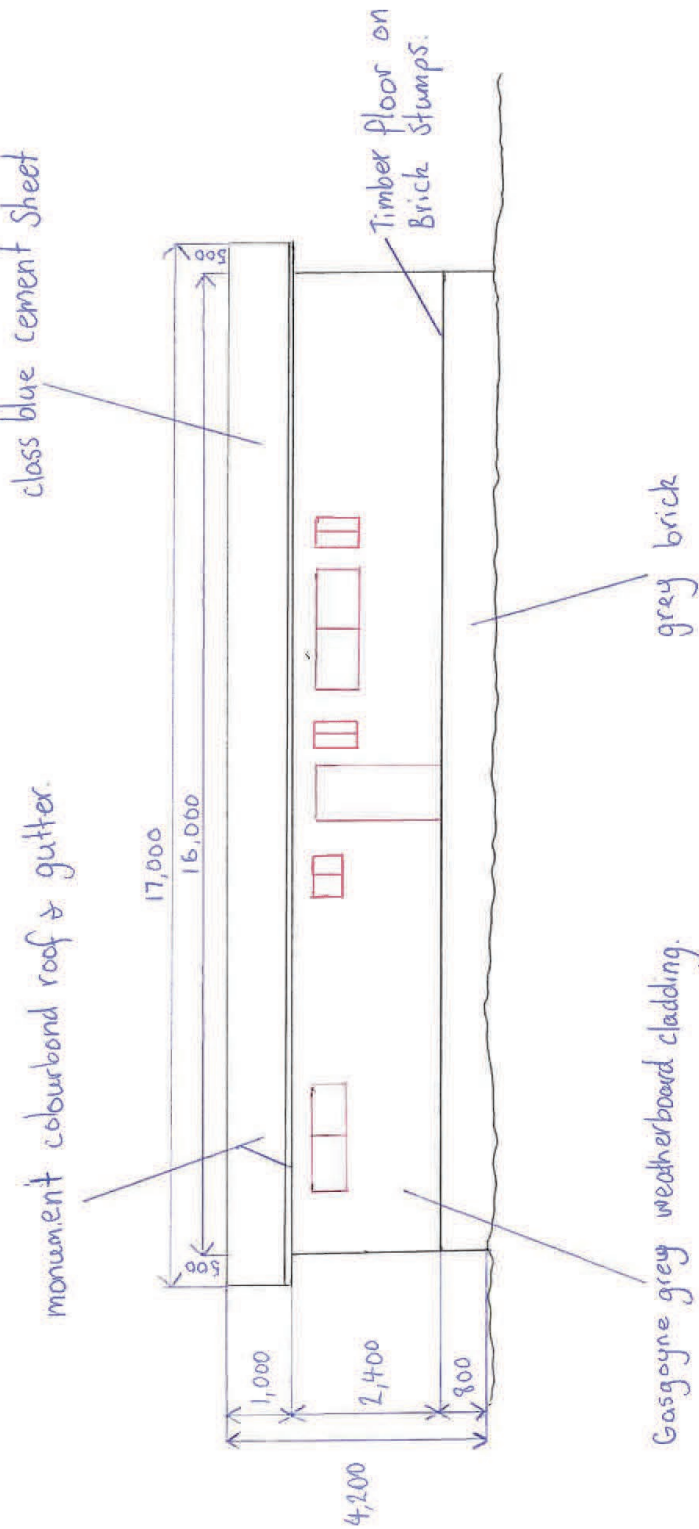 monument colourbond roof & gutter.
class blue cement sheet
17,000
16,000
500
500
1,000
2,400
800
4,200
Timber floor on
Brick stumps.
Gasgoyne grey weatherboard cladding.
grey brick